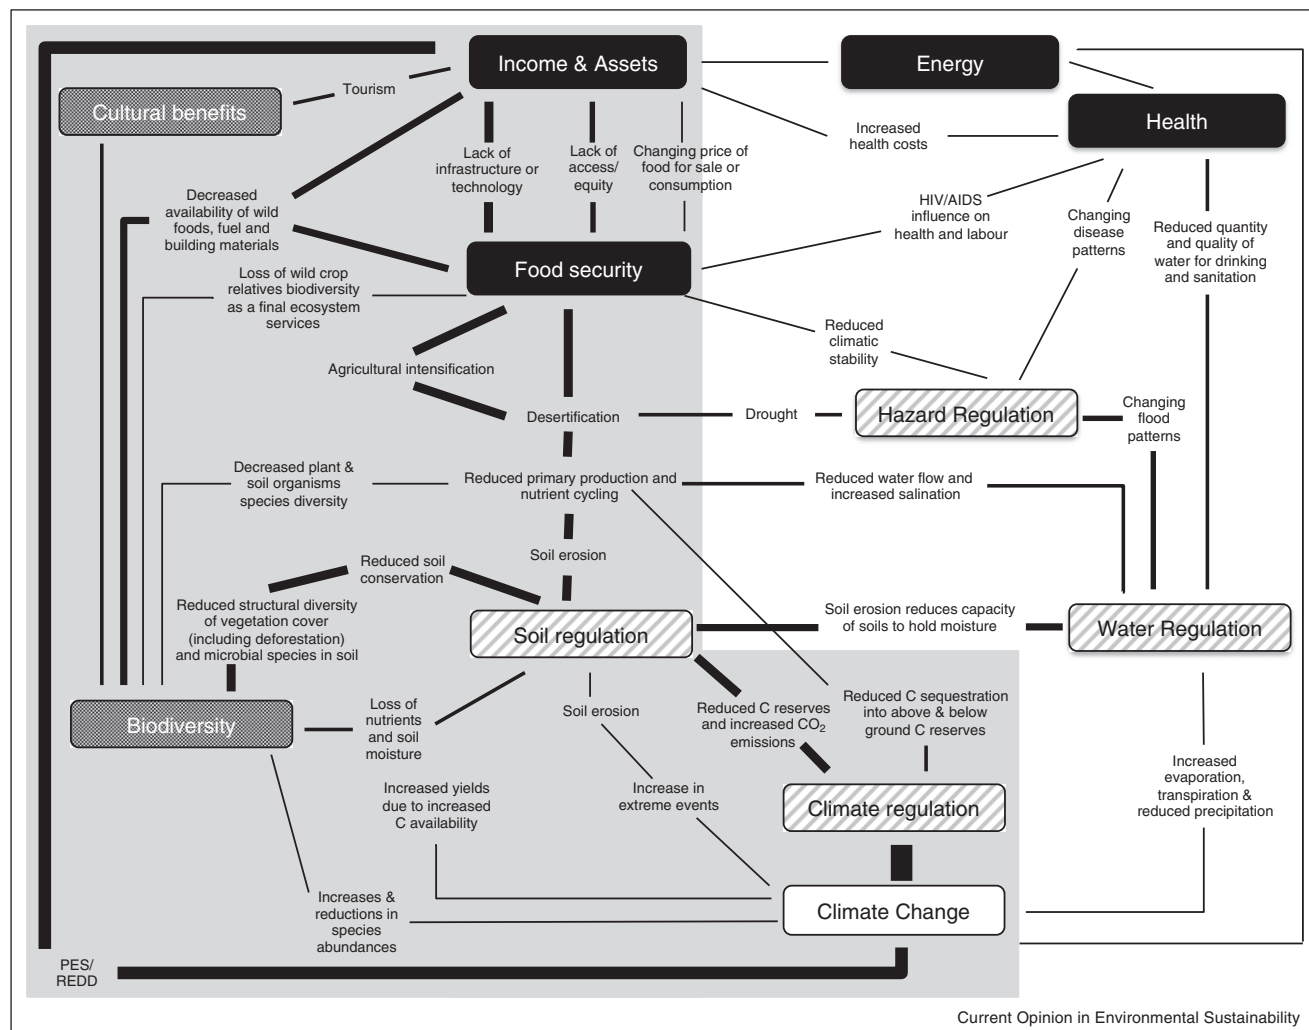 Income & Assets
Energy
Tourism
Cultural benefits
Health
Increased
health costs
Lack of
infrastructure or
technology
Lack of
access/
equity
Changing price of
food for sale or
consumption
Decreased
availability of wild
foods, fuel and
building materials
HIV/AIDS
influence on
health and labour
Changing
disease
patterns
Reduced quantity
and quality of
water for drinking
and sanitation
Food security
Loss of wild crop
relatives biodiversity
as a final ecosystem
services
Reduced
climatic
stability
Agricultural intensification
Desertification
Drought
Hazard Regulation
Changing
flood
patterns
Decreased plant &
soil organisms
species diversity
Reduced primary production and
nutrient cycling
Reduced water flow and
increased salination
Reduced soil
conservation
Soil erosion
Reduced structural diversity
of vegetation cover
(including deforestation)
and microbial species in soil
Soil regulation
Soil erosion reduces capacity
of soils to hold moisture
Water Regulation
Biodiversity
Loss of
nutrients
and soil
moisture
Soil erosion
Reduced C reserves
and increased CO₂
emissions
Reduced C sequestration
into above & below
ground C reserves
Increased yields
due to increased
C availability
Increase in
extreme events
Climate regulation
Increased
evaporation,
transpiration &
reduced precipitation
Increases &
reductions in
species
abundances
Climate Change
PES/
REDD
Current Opinion in Environmental Sustainability